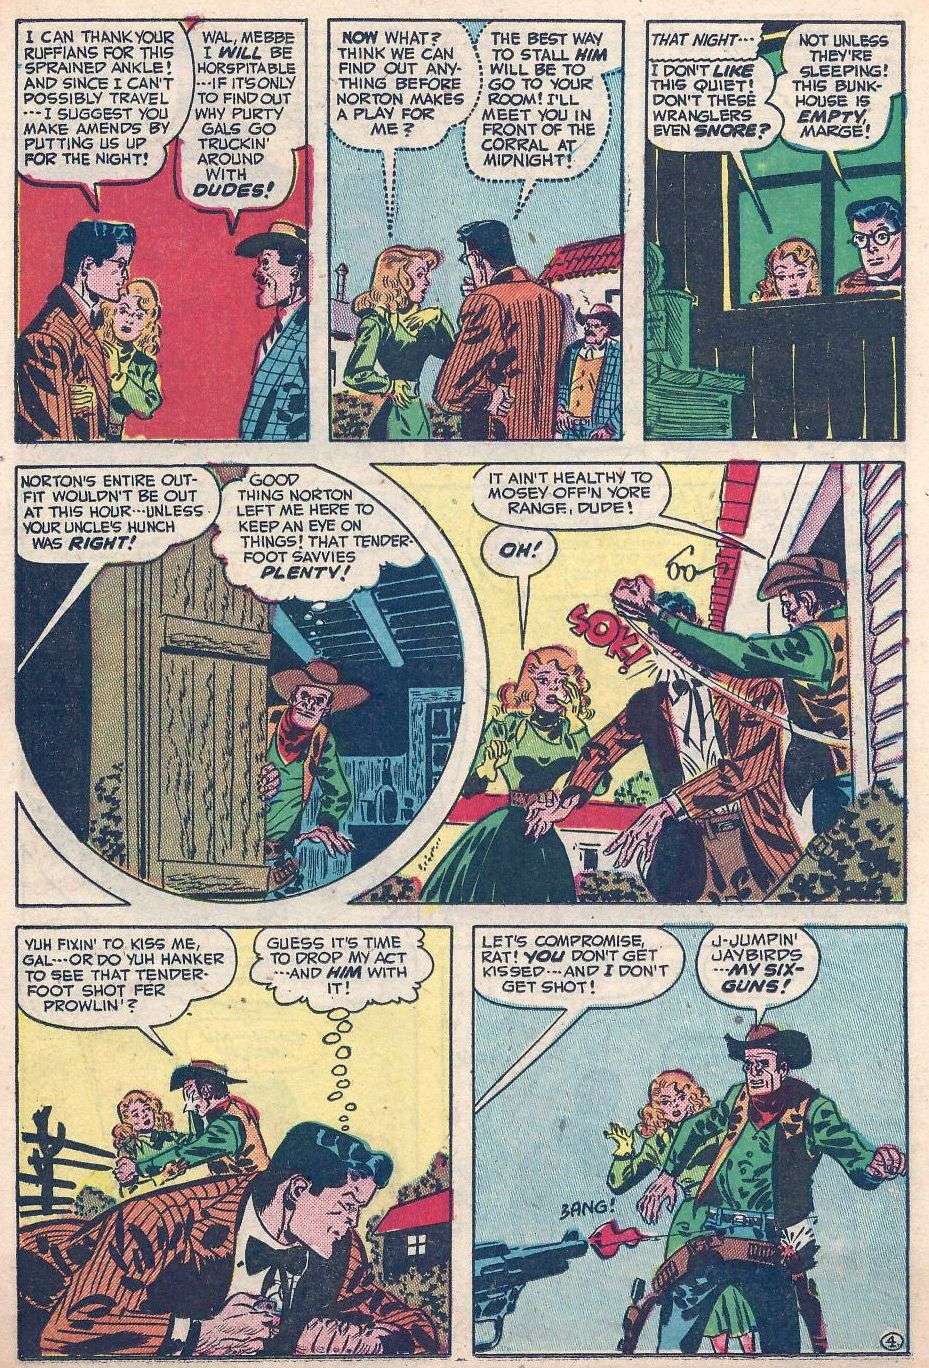 I CAN THANK YOUR
RUFFIANS FOR THIS
SPRAINED ANKLE!
AND SINCE I CAN'T
POSSIBLY TRAVEL
---I SUGGEST YOU
MAKE AMENDS BY
PUTTING US UP
FOR THE NIGHT!
WAL, MEBBE
I WILL BE
HORSPITABLE
---IF IT'S ONLY
TO FIND OUT
WHY PURTY
GALS GO
TRUCKIN'
AROUND
WITH
DUDES!
NOW WHAT?
THINK WE CAN
FIND OUT ANY-
THING BEFORE
NORTON MAKES
A PLAY FOR
ME?
THE BEST WAY
TO STALL HIM
WILL BE TO
GO TO YOUR
ROOM! I'LL
MEET YOU IN
FRONT OF THE
CORRAL AT
MIDNIGHT!
THAT NIGHT---
I DON'T LIKE
THIS QUIET!
DON'T THESE
WRANGLERS
EVEN SNORE?
NOT UNLESS
THEY'RE
SLEEPING!
THIS BUNK-
HOUSE IS
EMPTY,
MARGE!
NORTON'S ENTIRE OUT-
FIT WOULDN'T BE OUT
AT THIS HOUR---UNLESS
YOUR UNCLE'S HUNCH
WAS RIGHT!
GOOD
THING NORTON
LEFT ME HERE TO
KEEP AN EYE ON
THINGS! THAT TENDER-
FOOT SAVVIES
PLENTY!
OH!
IT AIN'T HEALTHY TO
MOSEY OFF'N YORE
RANGE, DUDE!
SOK!
YUH FIXIN' TO KISS ME,
GAL---OR DO YUH HANKER
TO SEE THAT TENDER-
FOOT SHOT FER
PROWLIN'?
GUESS IT'S TIME
TO DROP MY ACT
---AND HIM WITH
IT!
LET'S COMPROMISE,
RAT! YOU DON'T GET
KISSED---AND I DON'T
GET SHOT!
J-JUMPIN'
JAYBIRDS
---MY SIX-
GUNS!
BANG!
4